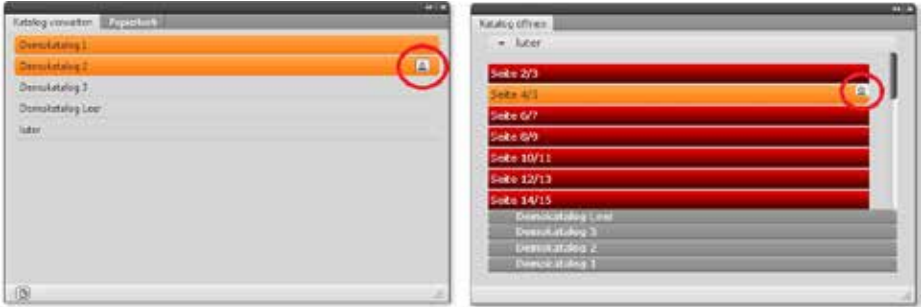 Katalog verwalten Papierkorb
Demokatalog 1
Demokatalog 2
Demokatalog 3
Demokatalog Leer
luter
Katalog öffnen
luter
Seite 2/3
Seite 4/5
Seite 6/7
Seite 8/9
Seite 10/11
Seite 12/13
Seite 14/15
Demokatalog Leer
Demokatalog 3
Demokatalog 2
Demokatalog 1